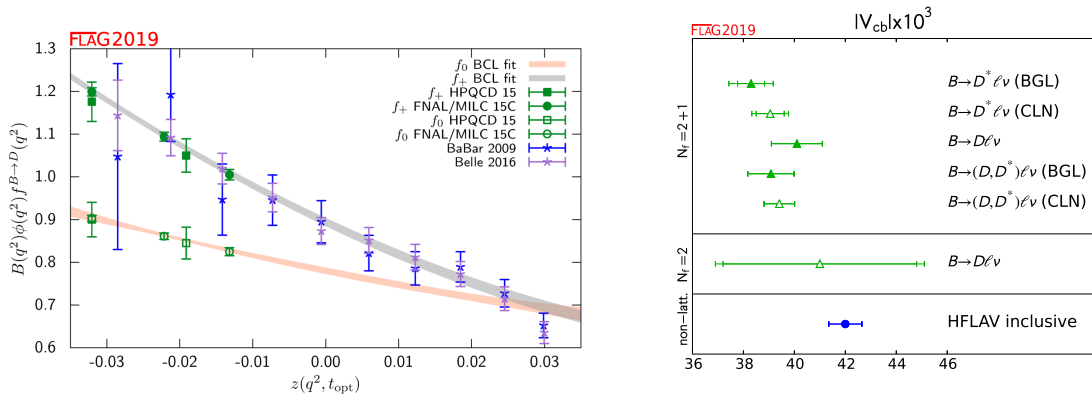 FLAG2019
B(q²)ϕ(q²)f^{B→D}(q²)
1.3
1.2
1.1
1.0
0.9
0.8
0.7
0.6
f₀ BCL fit
f₊ BCL fit
f₊ HPQCD 15
f₊ FNAL/MILC 15C
f₀ HPQCD 15
f₀ FNAL/MILC 15C
BaBar 2009
Belle 2016
-0.03 -0.02 -0.01 0.00 0.01 0.02 0.03
z(q², t_opt)
|V_cb|x10³
FLAG2019
N_f=2+1
B→D*ℓν (BGL)
B→D*ℓν (CLN)
B→Dℓν
B→(D,D*)ℓν (BGL)
B→(D,D*)ℓν (CLN)
N_f=2
B→Dℓν
non-latt.
HFLAV inclusive
36 38 40 42 44 46